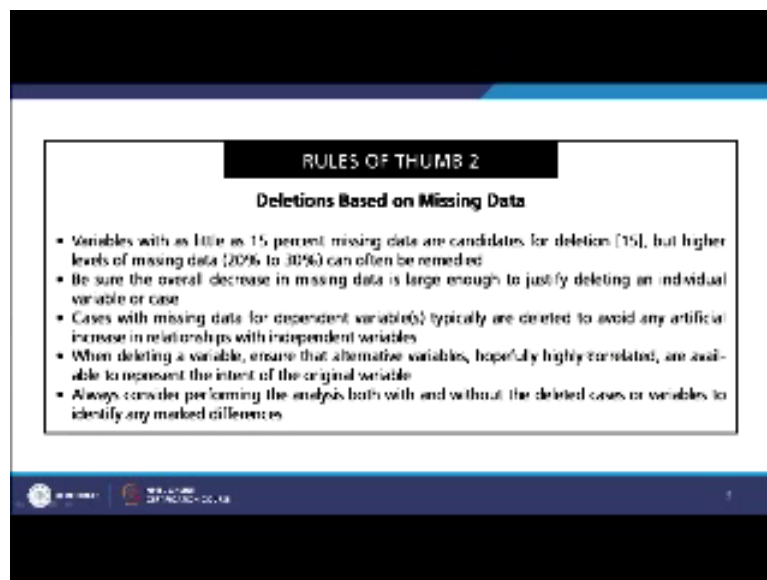 RULES OF THUMB 2
Deletions Based on Missing Data
• Variables with as little as 15 percent missing data are candidates for deletion [15], but higher
levels of missing data (20% to 30%) can often be remedied
• Be sure the overall decrease in missing data is large enough to justify deleting an individual
variable or case
• Cases with missing data for dependent variable(s) typically are deleted to avoid any artificial
increase in relationships with independent variables
• When deleting a variable, ensure that alternative variables, hopefully highly correlated, are avail-
able to represent the intent of the original variable
• Always consider performing the analysis both with and without the deleted cases or variables to
identify any marked differences
CERTIFICATION COURSE